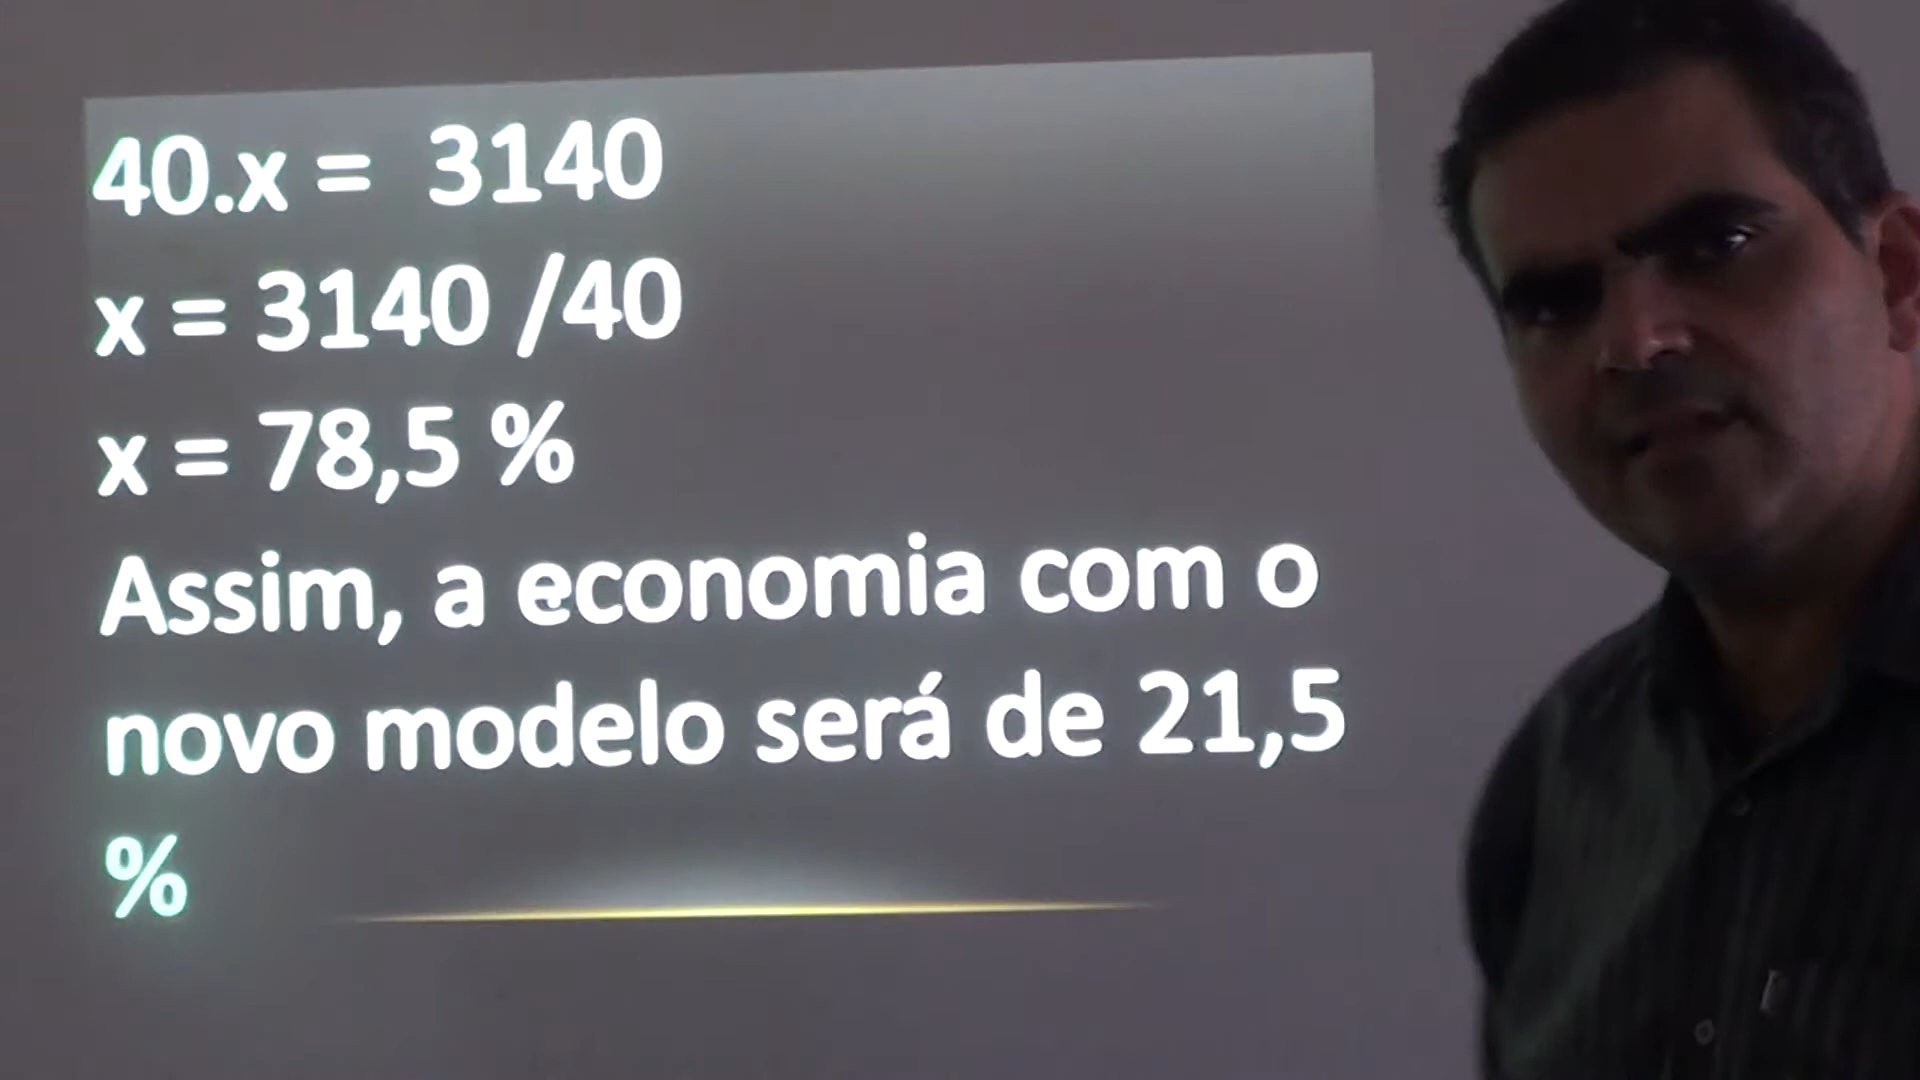 40.x = 3140
x = 3140 /40
x = 78,5 %
Assim, a economia com o
novo modelo será de 21,5
%